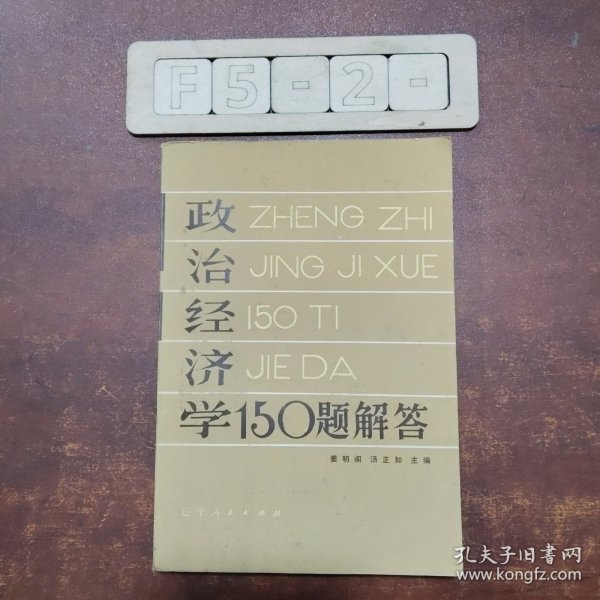 F5-2-
政 ZHENG ZHI
治 JING JI XUE
经 150 TI
济 JIE DA
学150题解答
晏明阁 汤正如 主编
辽宁人民出版社
孔夫子旧书网
www.kongfz.com